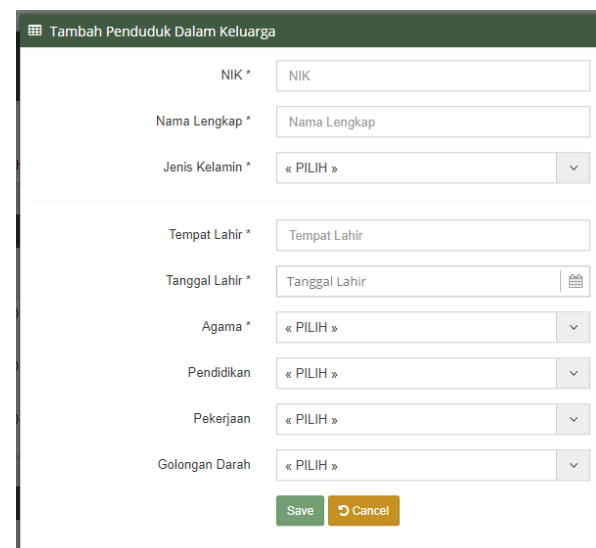 Tambah Penduduk Dalam Keluarga
NIK * NIK
Nama Lengkap * Nama Lengkap
Jenis Kelamin * « PILIH »
Tempat Lahir * Tempat Lahir
Tanggal Lahir * Tanggal Lahir
Agama * « PILIH »
Pendidikan « PILIH »
Pekerjaan « PILIH »
Golongan Darah « PILIH »
Save Cancel